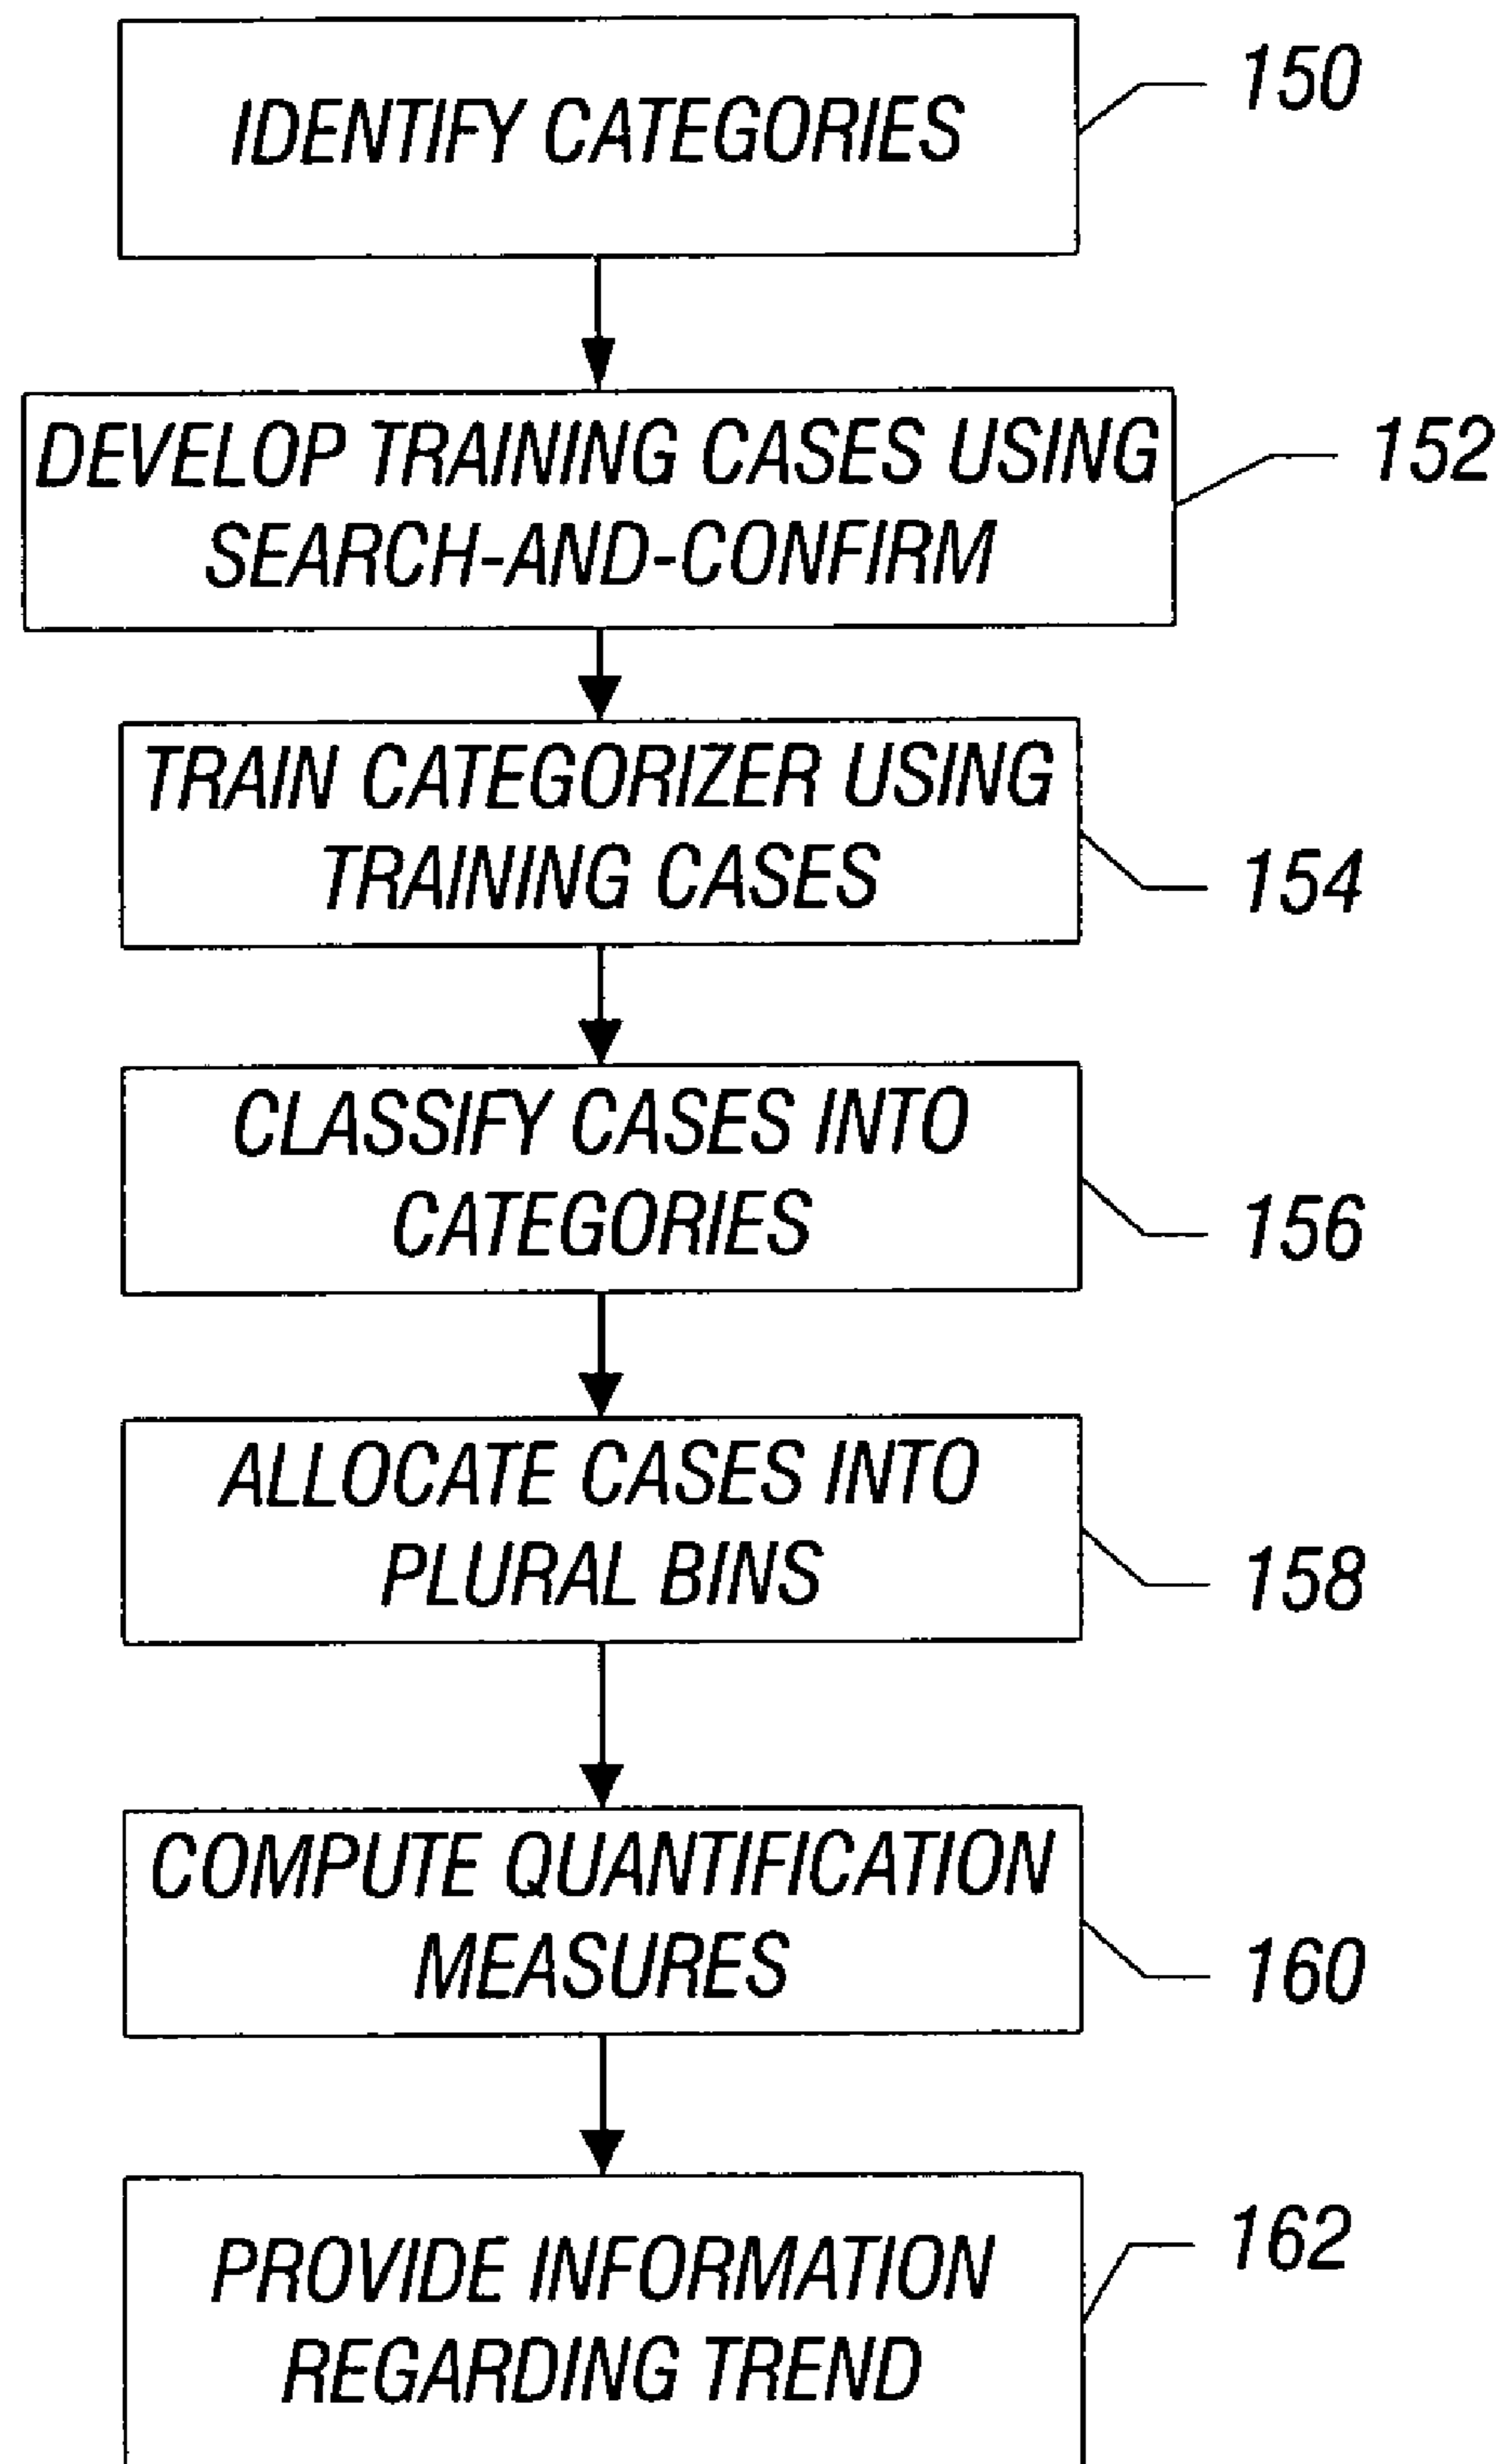 IDENTIFY CATEGORIES
150
DEVELOP TRAINING CASES USING
SEARCH-AND-CONFIRM
152
TRAIN CATEGORIZER USING
TRAINING CASES
154
CLASSIFY CASES INTO
CATEGORIES
156
ALLOCATE CASES INTO
PLURAL BINS
158
COMPUTE QUANTIFICATION
MEASURES
160
PROVIDE INFORMATION
REGARDING TREND
162